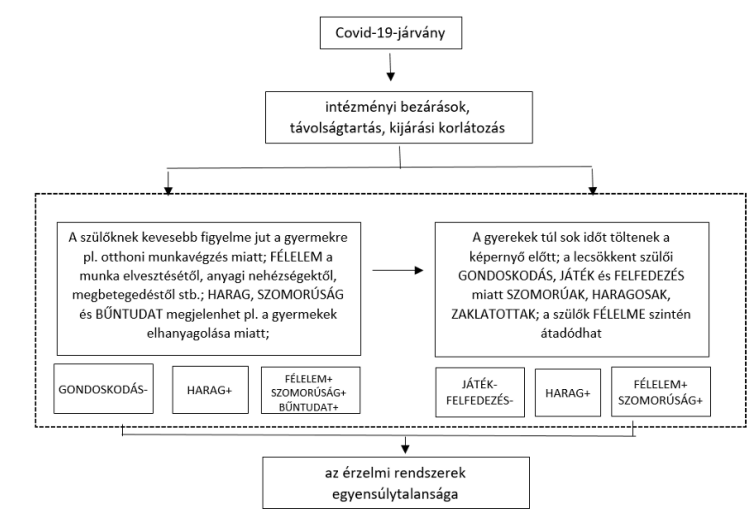 Covid-19-járvány
intézményi bezárások,
távolságtartás, kijárási korlátozás
A szülőknek kevesebb figyelme jut a gyermekre
pl. otthoni munkavégzés miatt; FÉLELEM a
munka elvesztésétől, anyagi nehézségektől,
megbetegedéstől stb.; HARAG, SZOMORÚSÁG
és BŰNTUDAT megjelenhet pl. a gyermekek
elhanyagolása miatt;
A gyerekek túl sok időt töltenek a
képernyő előtt; a lecsökkent szülői
GONDOSKODÁS, JÁTÉK és FELFEDEZÉS
miatt SZOMORÚAK, HARAGOSAK,
ZAKLATOTTAK; a szülők FÉLELME szintén
átadódhat
GONDOSKODÁS-
HARAG+
FÉLELEM+
SZOMORÚSÁG+
BŰNTUDAT+
JÁTÉK-
FELFEDEZÉS-
HARAG+
FÉLELEM+
SZOMORÚSÁG+
az érzelmi rendszerek
egyensúlytalansága